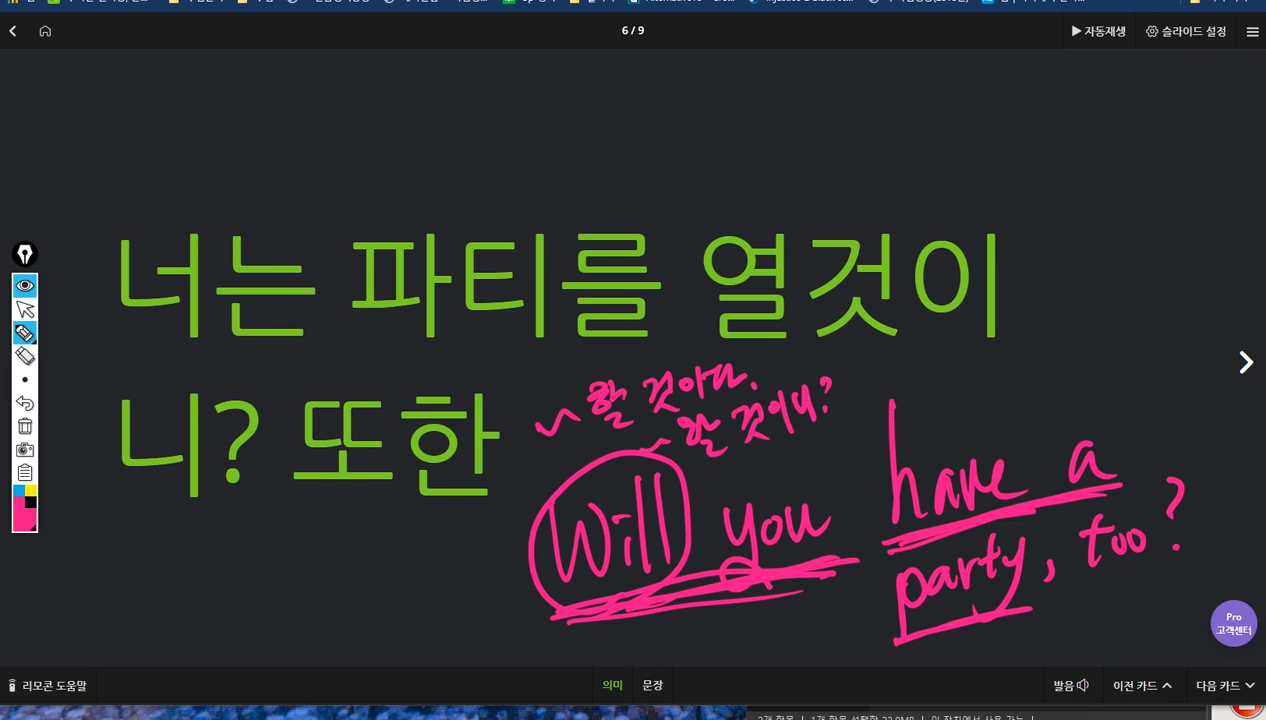 6 / 9
▶ 자동재생
슬라이드 설정
너는 파티를 열것이
니? 또한
~ 할 것이다.
할 것이니?
Will you
have a
party, too?
Pro
고객센터
리모콘 도움말
의미
문장
발음
이전 카드
다음 카드